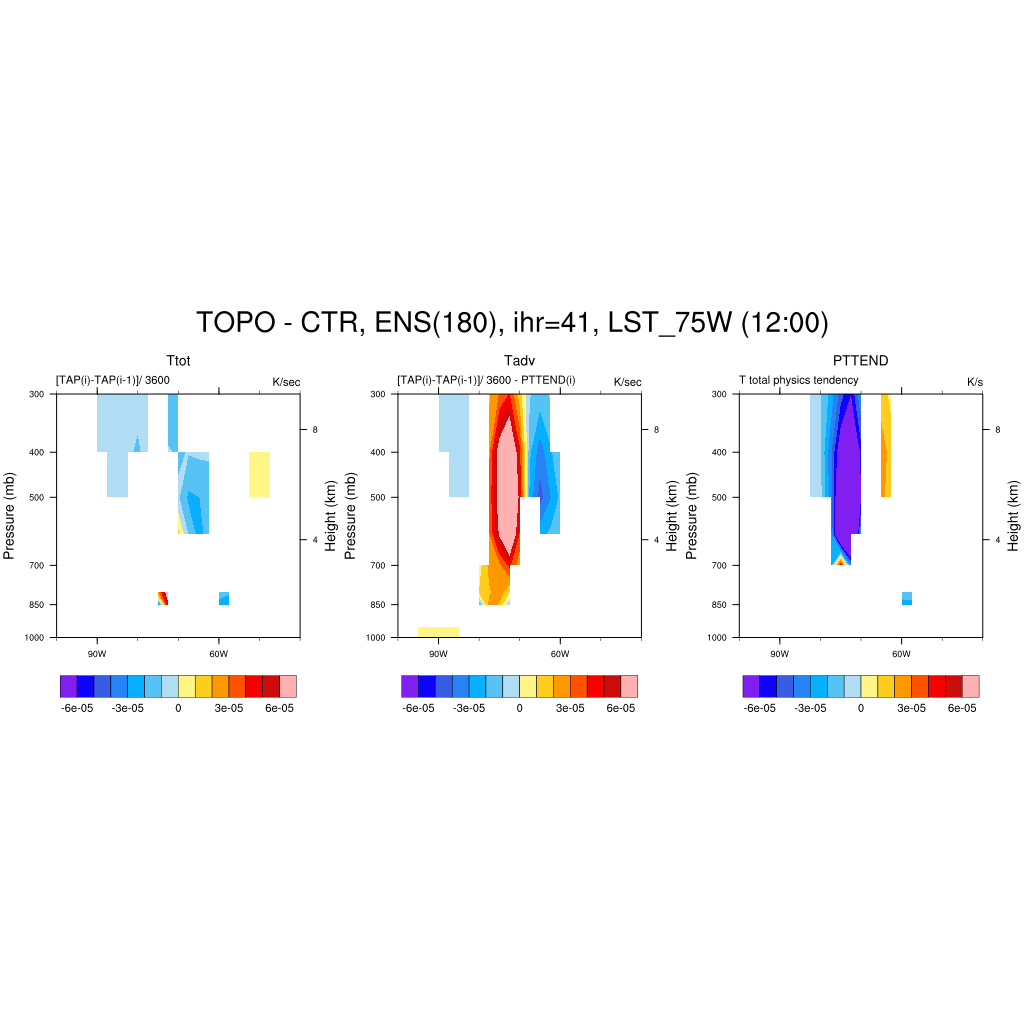 TOPO - CTR, ENS(180), ihr=41, LST_75W (12:00)
Ttot
[TAP(i)-TAP(i-1)]/ 3600
K/sec
300
400
500
700
850
1000
Pressure (mb)
8
4
Height (km)
90W
60W
-6e-05
-3e-05
0
3e-05
6e-05
Tadv
[TAP(i)-TAP(i-1)]/ 3600 - PTTEND(i)
K/sec
300
400
500
700
850
1000
Pressure (mb)
8
4
Height (km)
90W
60W
-6e-05
-3e-05
0
3e-05
6e-05
PTTEND
T total physics tendency
K/s
300
400
500
700
850
1000
Pressure (mb)
8
4
Height (km)
90W
60W
-6e-05
-3e-05
0
3e-05
6e-05